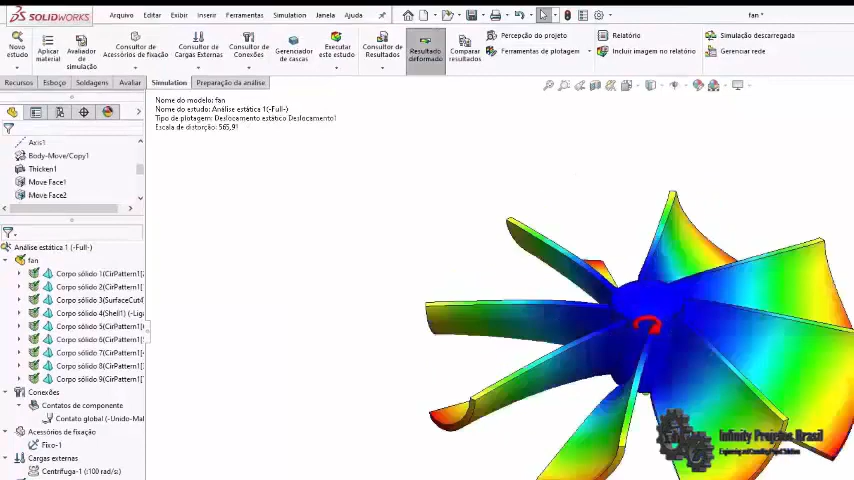 SOLIDWORKS
Arquivo Editar Exibir Inserir Ferramentas Simulation Janela Ajuda
fan *
Novo estudo
Aplicar material
Avaliador de simulação
Consultor de Acessórios de fixação
Consultor de Cargas Externas
Consultor de Conexões
Gerenciador de cascas
Executar este estudo
Consultor de Resultados
Resultado deformado
Comparar resultados
Percepção do projeto
Ferramentas de plotagem
Relatório
Incluir imagem no relatório
Simulação descarregada
Gerenciar rede
Recursos Esboço Soldagens Avaliar Simulation Preparação da análise
Nome do modelo: fan
Nome do estudo: Análise estática 1(-Full-)
Tipo de plotagem: Deslocamento estático Deslocamento1
Escala de distorção: 565,91
Axis1
Body-Move/Copy1
Thicken1
Move Face1
Move Face2
Análise estática 1 (-Full-)
fan
Corpo sólido 1(CirPattern1[
Corpo sólido 2(CirPattern1[
Corpo sólido 3(SurfaceCut
Corpo sólido 4(Shell1) (-Lig
Corpo sólido 5(CirPattern1[
Corpo sólido 6(CirPattern1[
Corpo sólido 7(CirPattern1[
Corpo sólido 8(CirPattern1[
Corpo sólido 9(CirPattern1[
Conexões
Contatos de componente
Contato global (-Unido-Mal
Acessórios de fixação
Fixo-1
Cargas externas
Centrífuga-1 (:100 rad/s:)
Infinity Projetos Brasil